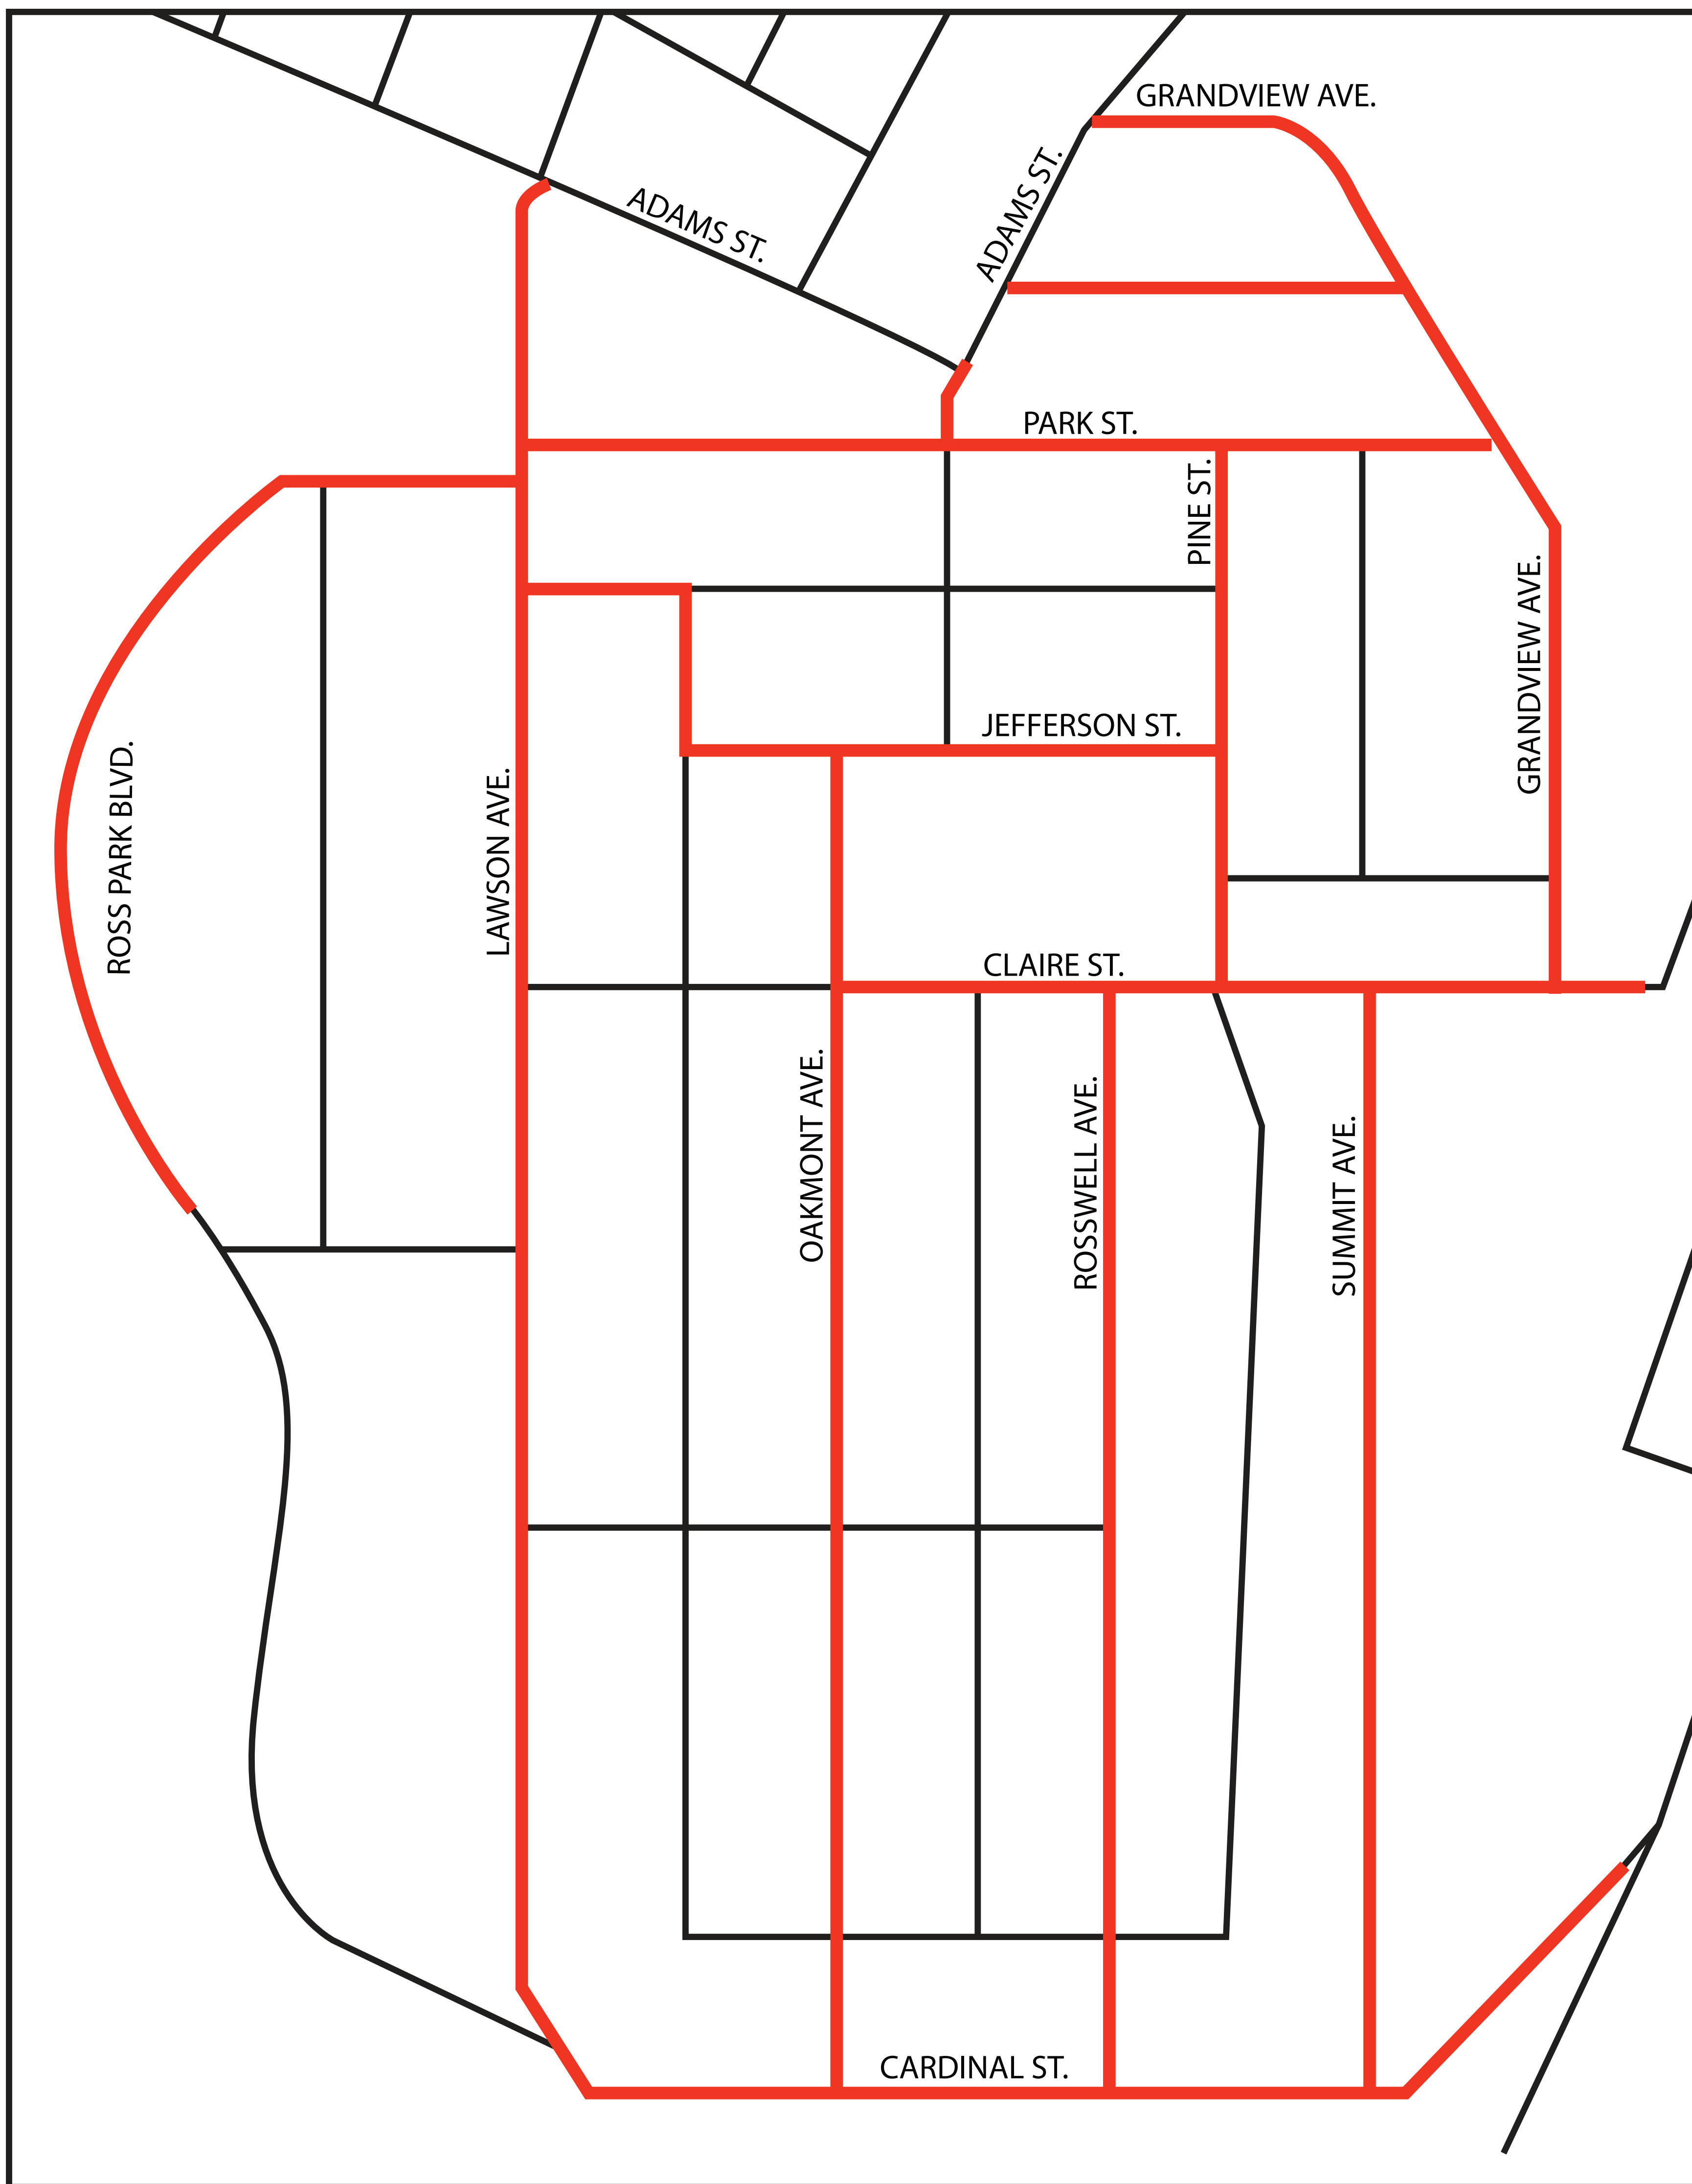 GRANDVIEW AVE.
ADAMS ST.
ADAMS ST.
PARK ST.
PINE ST.
GRANDVIEW AVE.
JEFFERSON ST.
ROSS PARK BLVD.
LAWSON AVE.
CLAIRE ST.
OAKMONT AVE.
ROSSWELL AVE.
SUMMIT AVE.
CARDINAL ST.